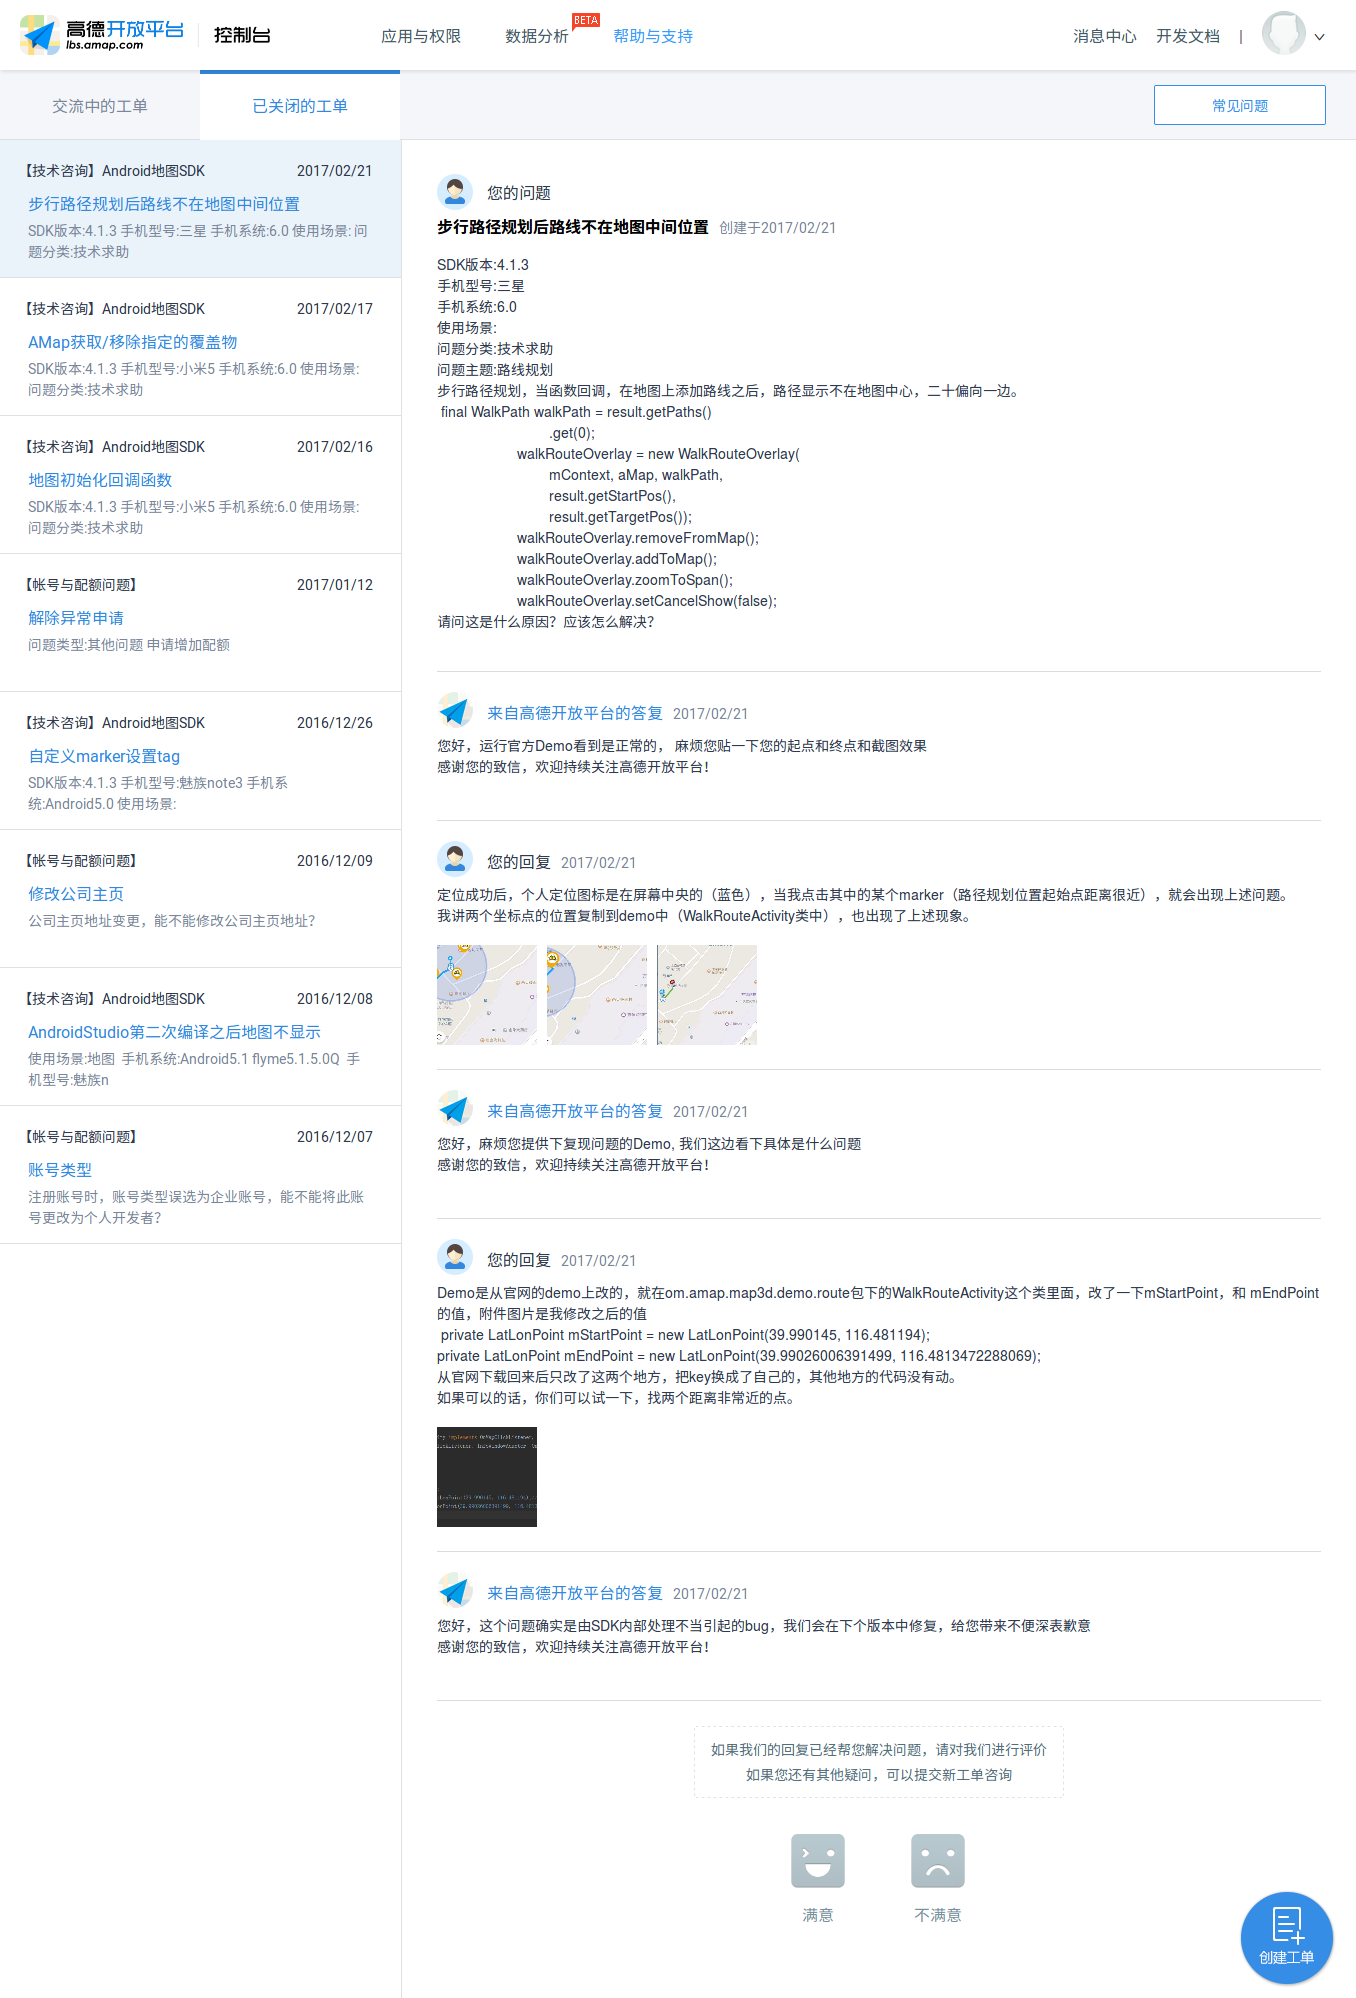 高德开放平台
lbs.amap.com
控制台
应用与权限
数据分析
BETA
帮助与支持
消息中心
开发文档
|
交流中的工单
已关闭的工单
常见问题
【技术咨询】Android地图SDK 2017/02/21
步行路径规划后路线不在地图中间位置
SDK版本:4.1.3 手机型号:三星 手机系统:6.0 使用场景: 问
题分类:技术求助
【技术咨询】Android地图SDK 2017/02/17
AMap获取/移除指定的覆盖物
SDK版本:4.1.3 手机型号:小米5 手机系统:6.0 使用场景:
问题分类:技术求助
【技术咨询】Android地图SDK 2017/02/16
地图初始化回调函数
SDK版本:4.1.3 手机型号:小米5 手机系统:6.0 使用场景:
问题分类:技术求助
【帐号与配额问题】 2017/01/12
解除异常申请
问题类型:其他问题 申请增加配额
【技术咨询】Android地图SDK 2016/12/26
自定义marker设置tag
SDK版本:4.1.3 手机型号:魅族note3 手机系
统:Android5.0 使用场景:
【帐号与配额问题】 2016/12/09
修改公司主页
公司主页地址变更，能不能修改公司主页地址？
【技术咨询】Android地图SDK 2016/12/08
AndroidStudio第二次编译之后地图不显示
使用场景:地图 手机系统:Android5.1 flyme5.1.5.0Q 手
机型号:魅族n
【帐号与配额问题】 2016/12/07
账号类型
注册账号时，账号类型误选为企业账号，能不能将此账
号更改为个人开发者？
您的问题
步行路径规划后路线不在地图中间位置 创建于2017/02/21
SDK版本:4.1.3
手机型号:三星
手机系统:6.0
使用场景:
问题分类:技术求助
问题主题:路线规划
步行路径规划，当函数回调，在地图上添加路线之后，路径显示不在地图中心，二十偏向一边。
final WalkPath walkPath = result.getPaths()
.get(0);
walkRouteOverlay = new WalkRouteOverlay(
mContext, aMap, walkPath,
result.getStartPos(),
result.getTargetPos());
walkRouteOverlay.removeFromMap();
walkRouteOverlay.addToMap();
walkRouteOverlay.zoomToSpan();
walkRouteOverlay.setCancelShow(false);
请问这是什么原因？应该怎么解决？
来自高德开放平台的答复 2017/02/21
您好，运行官方Demo看到是正常的， 麻烦您贴一下您的起点和终点和截图效果
感谢您的致信，欢迎持续关注高德开放平台！
您的回复 2017/02/21
定位成功后，个人定位图标是在屏幕中央的（蓝色），当我点击其中的某个marker（路径规划位置起始点距离很近），就会出现上述问题。
我讲两个坐标点的位置复制到demo中（WalkRouteActivity类中），也出现了上述现象。
来自高德开放平台的答复 2017/02/21
您好，麻烦您提供下复现问题的Demo, 我们这边看下具体是什么问题
感谢您的致信，欢迎持续关注高德开放平台！
您的回复 2017/02/21
Demo是从官网的demo上改的，就在om.amap.map3d.demo.route包下的WalkRouteActivity这个类里面，改了一下mStartPoint，和 mEndPoint
的值，附件图片是我修改之后的值
private LatLonPoint mStartPoint = new LatLonPoint(39.990145, 116.481194);
private LatLonPoint mEndPoint = new LatLonPoint(39.99026006391499, 116.4813472288069);
从官网下载回来后只改了这两个地方，把key换成了自己的，其他地方的代码没有动。
如果可以的话，你们可以试一下，找两个距离非常近的点。
来自高德开放平台的答复 2017/02/21
您好，这个问题确实是由SDK内部处理不当引起的bug，我们会在下个版本中修复，给您带来不便深表歉意
感谢您的致信，欢迎持续关注高德开放平台！
如果我们的回复已经帮您解决问题，请对我们进行评价
如果您还有其他疑问，可以提交新工单咨询
满意
不满意
创建工单